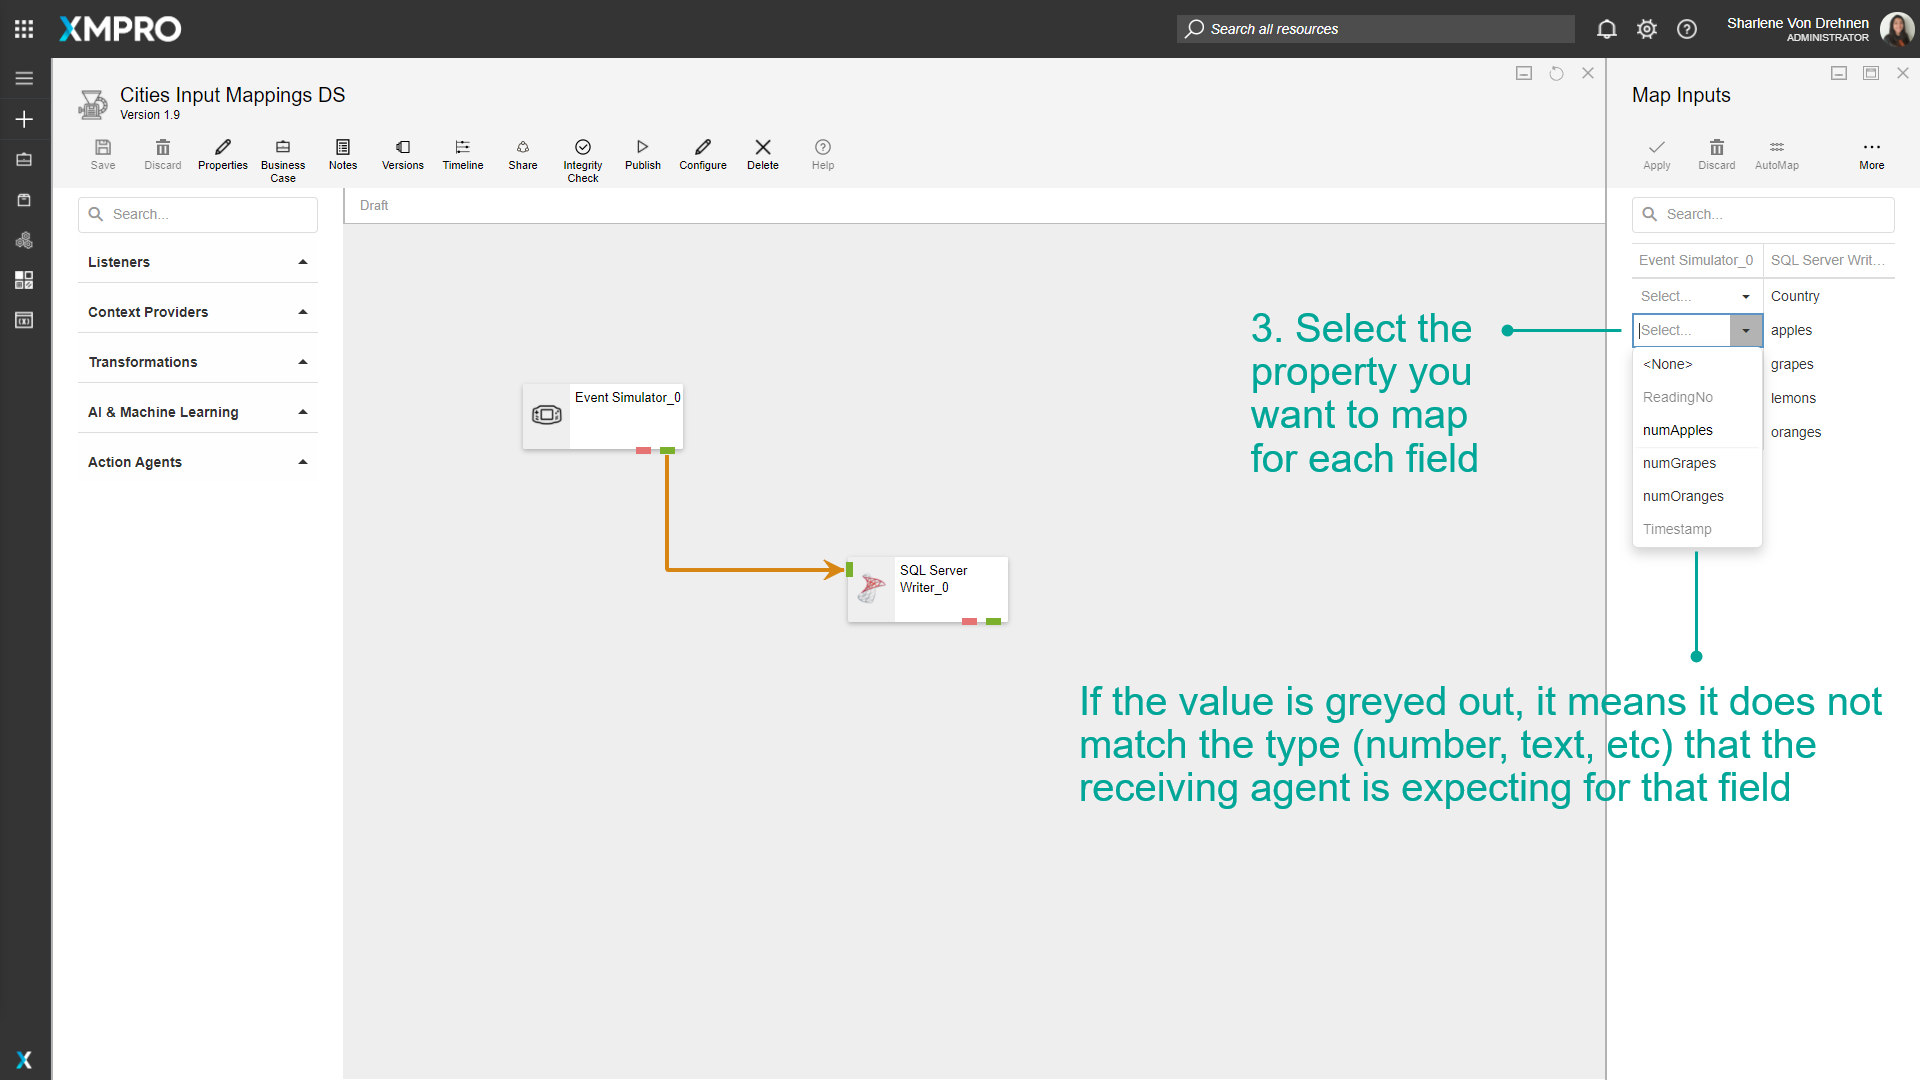 XMPRO
Search all resources
Sharlene Von Drehnen
ADMINISTRATOR
Cities Input Mappings DS
Version 1.9
Save
Discard
Properties
Business
Case
Notes
Versions
Timeline
Share
Integrity
Check
Publish
Configure
Delete
Help
Search...
Listeners
Context Providers
Transformations
AI & Machine Learning
Action Agents
Draft
Event Simulator_0
SQL Server
Writer_0
3. Select the
property you
want to map
for each field
If the value is greyed out, it means it does not
match the type (number, text, etc) that the
receiving agent is expecting for that field
Map Inputs
Apply
Discard
AutoMap
More
Search...
Event Simulator_0 SQL Server Writ...
Select... Country
Select... apples
<None> grapes
ReadingNo lemons
numApples oranges
numGrapes
numOranges
Timestamp